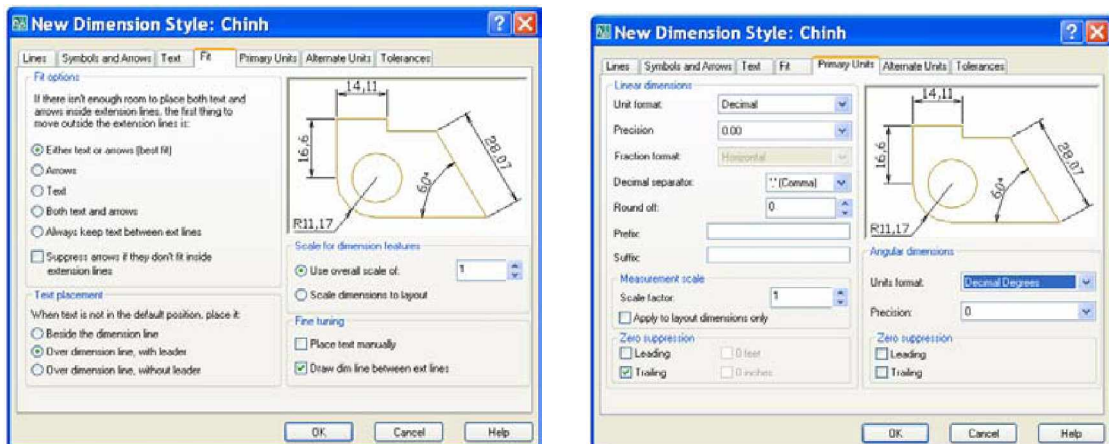 New Dimension Style: Chinh
Lines Symbols and Arrows Text Fit Primary Units Alternate Units Tolerances
Fit options
If there isn't enough room to place both text and
arrows inside extension lines, the first thing to
move outside the extension lines is:
Either text or arrows (best fit)
Arrows
Text
Both text and arrows
Always keep text between ext lines
Suppress arrows if they don't fit inside
extension lines
Text placement
When text is not in the default position, place it:
Beside the dimension line
Over dimension line, with leader
Over dimension line, without leader
14,11
16,6
28,07
60°
R11,17
Scale for dimension features
Use overall scale of: 1
Scale dimensions to layout
Fine tuning
Place text manually
Draw dim line between ext lines
OK Cancel Help
New Dimension Style: Chinh
Lines Symbols and Arrows Text Fit Primary Units Alternate Units Tolerances
Linear dimensions
Unit format: Decimal
Precision 0.00
Fraction format: Horizontal
Decimal separator: ',' (Comma)
Round off: 0
Prefix:
Suffix:
Measurement scale
Scale factor: 1
Apply to layout dimensions only
Zero suppression
Leading 0 feet
Trailing 0 inches
14,11
16,6
28,07
60°
R11,17
Angular dimensions
Units format: Decimal Degrees
Precision: 0
Zero suppression
Leading
Trailing
OK Cancel Help